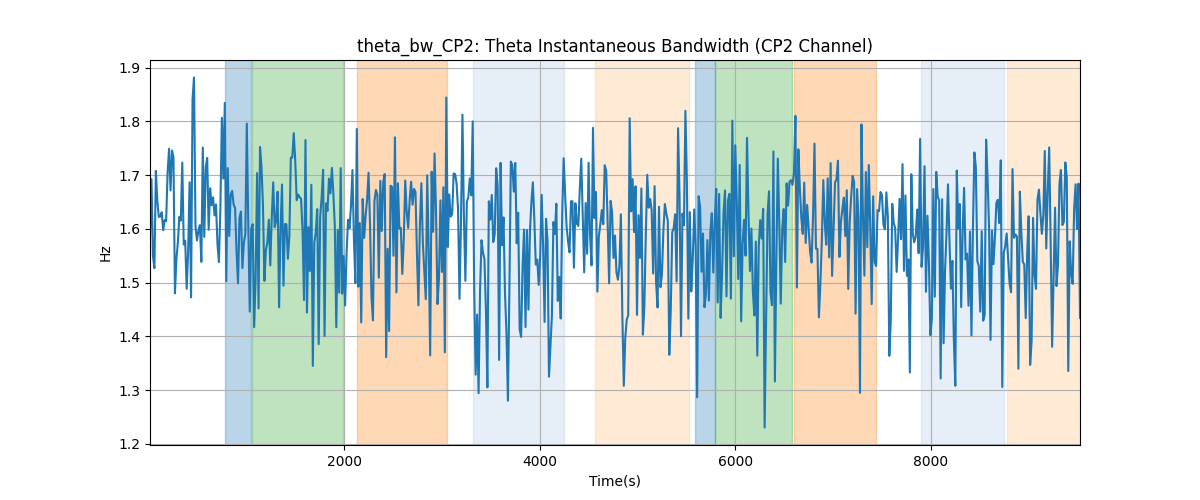 theta_bw_CP2: Theta Instantaneous Bandwidth (CP2 Channel)
1.9
1.8
1.7
1.6
1.5
1.4
1.3
1.2
Hz
2000 4000 6000 8000
Time(s)